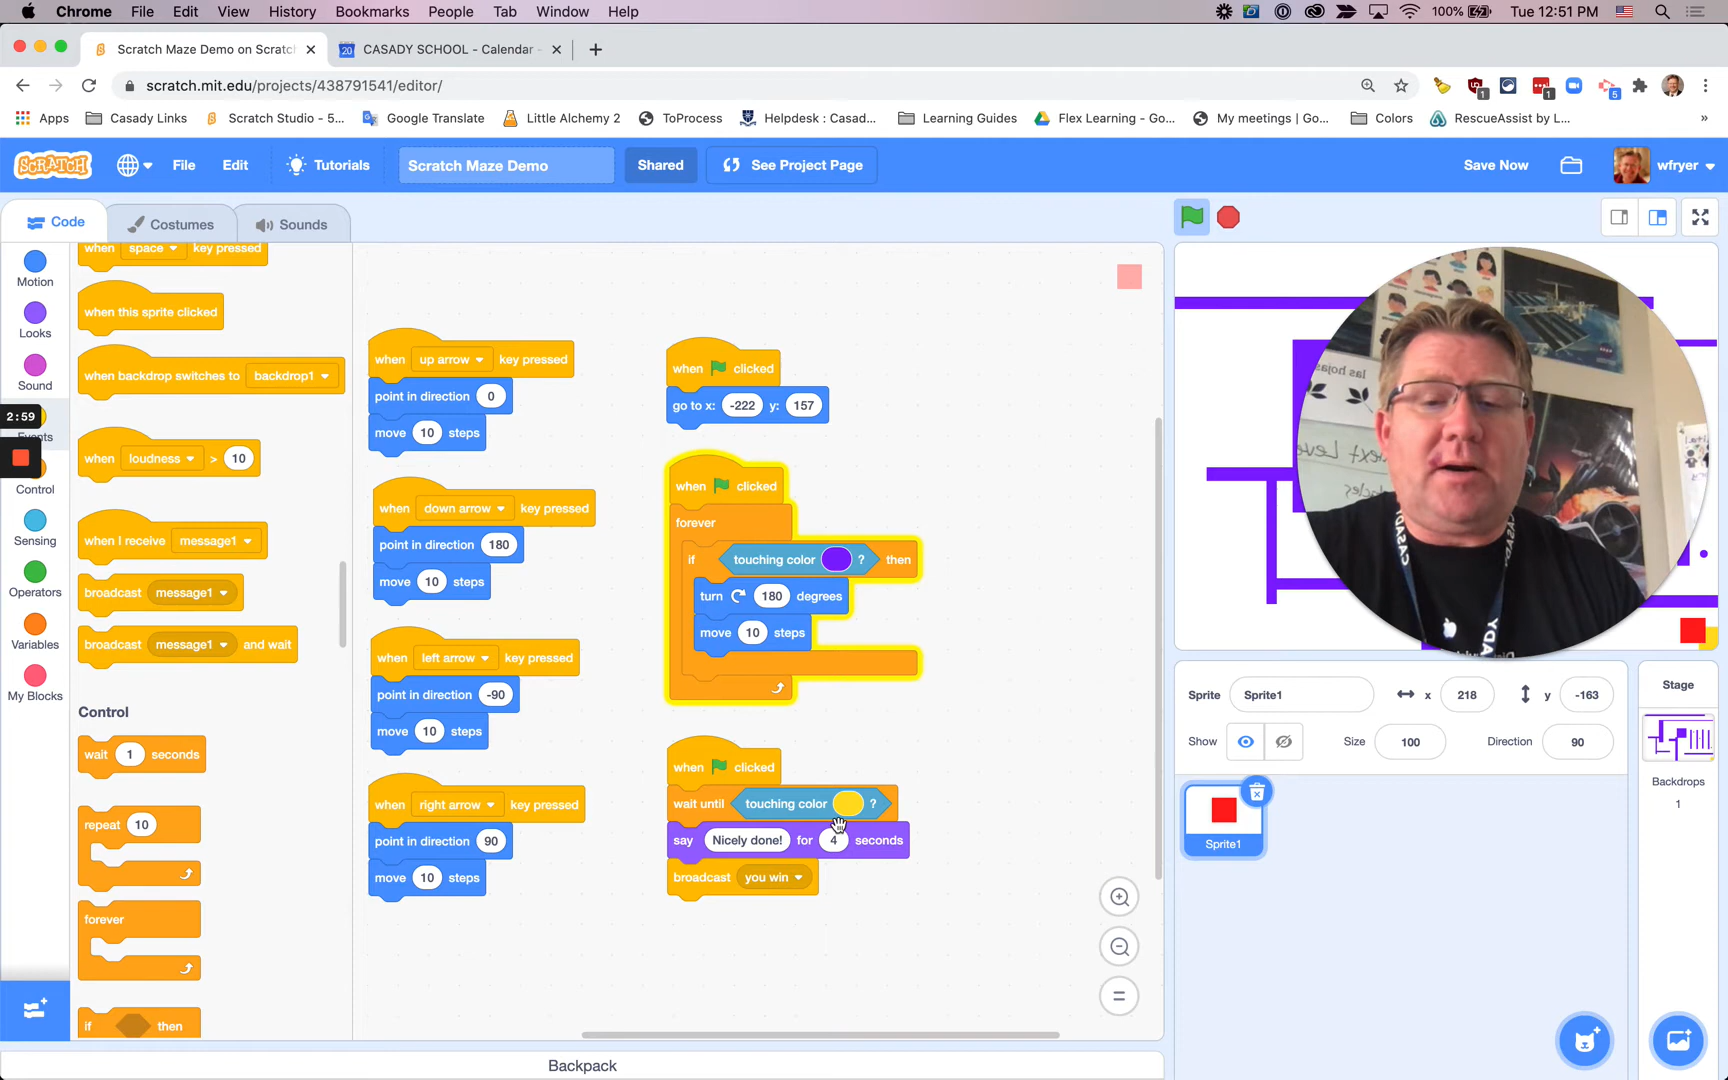 Chrome File Edit View History Bookmarks People Tab Window Help 100% Tue 12:51 PM
Scratch Maze Demo on Scratch CASADY SCHOOL - Calendar -
scratch.mit.edu/projects/438791541/editor/
Apps Casady Links Scratch Studio - 5... Google Translate Little Alchemy 2 ToProcess Helpdesk : Casad... Learning Guides Flex Learning - Go... My meetings | Go... Colors RescueAssist by L... »
SCRATCH File Edit Tutorials Scratch Maze Demo Shared See Project Page Save Now wfryer
Code Costumes Sounds
Motion
Looks
Sound
2:59
Events
Control
Sensing
Operators
Variables
My Blocks
when space key pressed
when this sprite clicked
when backdrop switches to backdrop1
when loudness > 10
when I receive message1
broadcast message1
broadcast message1 and wait
Control
wait 1 seconds
repeat 10
forever
if then
when up arrow key pressed
point in direction 0
move 10 steps
when down arrow key pressed
point in direction 180
move 10 steps
when left arrow key pressed
point in direction -90
move 10 steps
when right arrow key pressed
point in direction 90
move 10 steps
when clicked
go to x: -222 y: 157
when clicked
forever
if touching color ? then
turn 180 degrees
move 10 steps
when clicked
wait until touching color ?
say Nicely done! for 4 seconds
broadcast you win
las hojas
Next Leve
CASADY
Sprite Sprite1 x 218 y -163
Show Size 100 Direction 90
Sprite1
Stage
Backdrops
1
Backpack